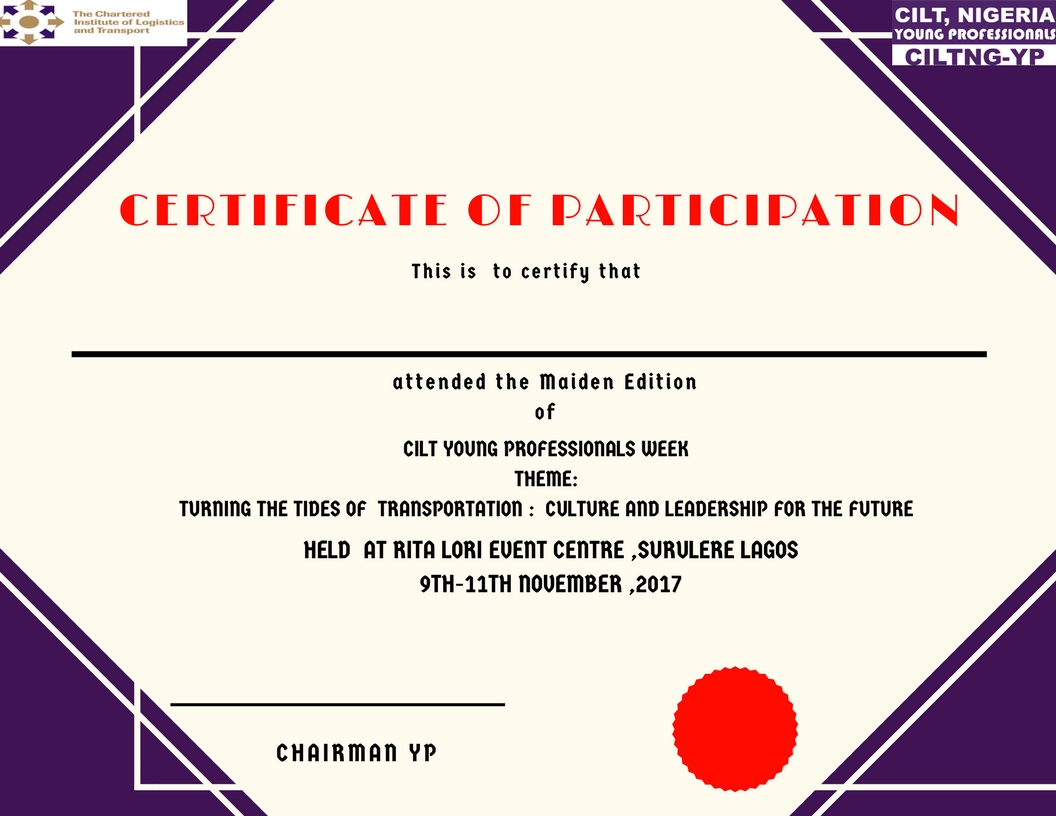 The Chartered
Institute of Logistics
and Transport
CILT, NIGERIA
YOUNG PROFESSIONALS
CILTNG-YP
CERTIFICATE OF PARTICIPATION
This is to certify that
attended the Maiden Edition
of
CILT YOUNG PROFESSIONALS WEEK
THEME:
TURNING THE TIDES OF TRANSPORTATION : CULTURE AND LEADERSHIP FOR THE FUTURE
HELD AT RITA LORI EVENT CENTRE ,SURULERE LAGOS
9TH-11TH NOVEMBER ,2017
CHAIRMAN YP